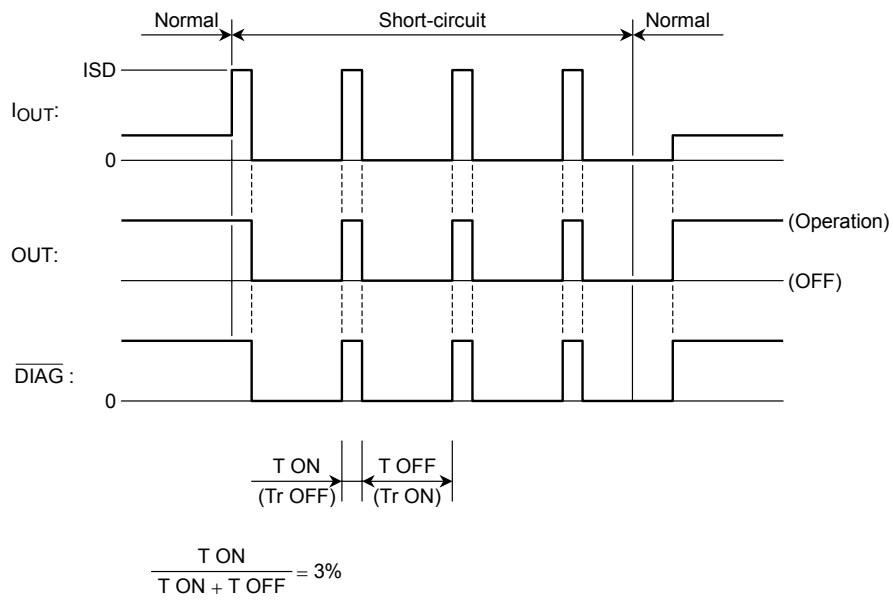 Normal Short-circuit Normal
ISD
IOUT:
0
(Operation)
OUT:
(OFF)
DIAG :
0
T ON T OFF
(Tr OFF) (Tr ON)
T ON
T ON + T OFF = 3%